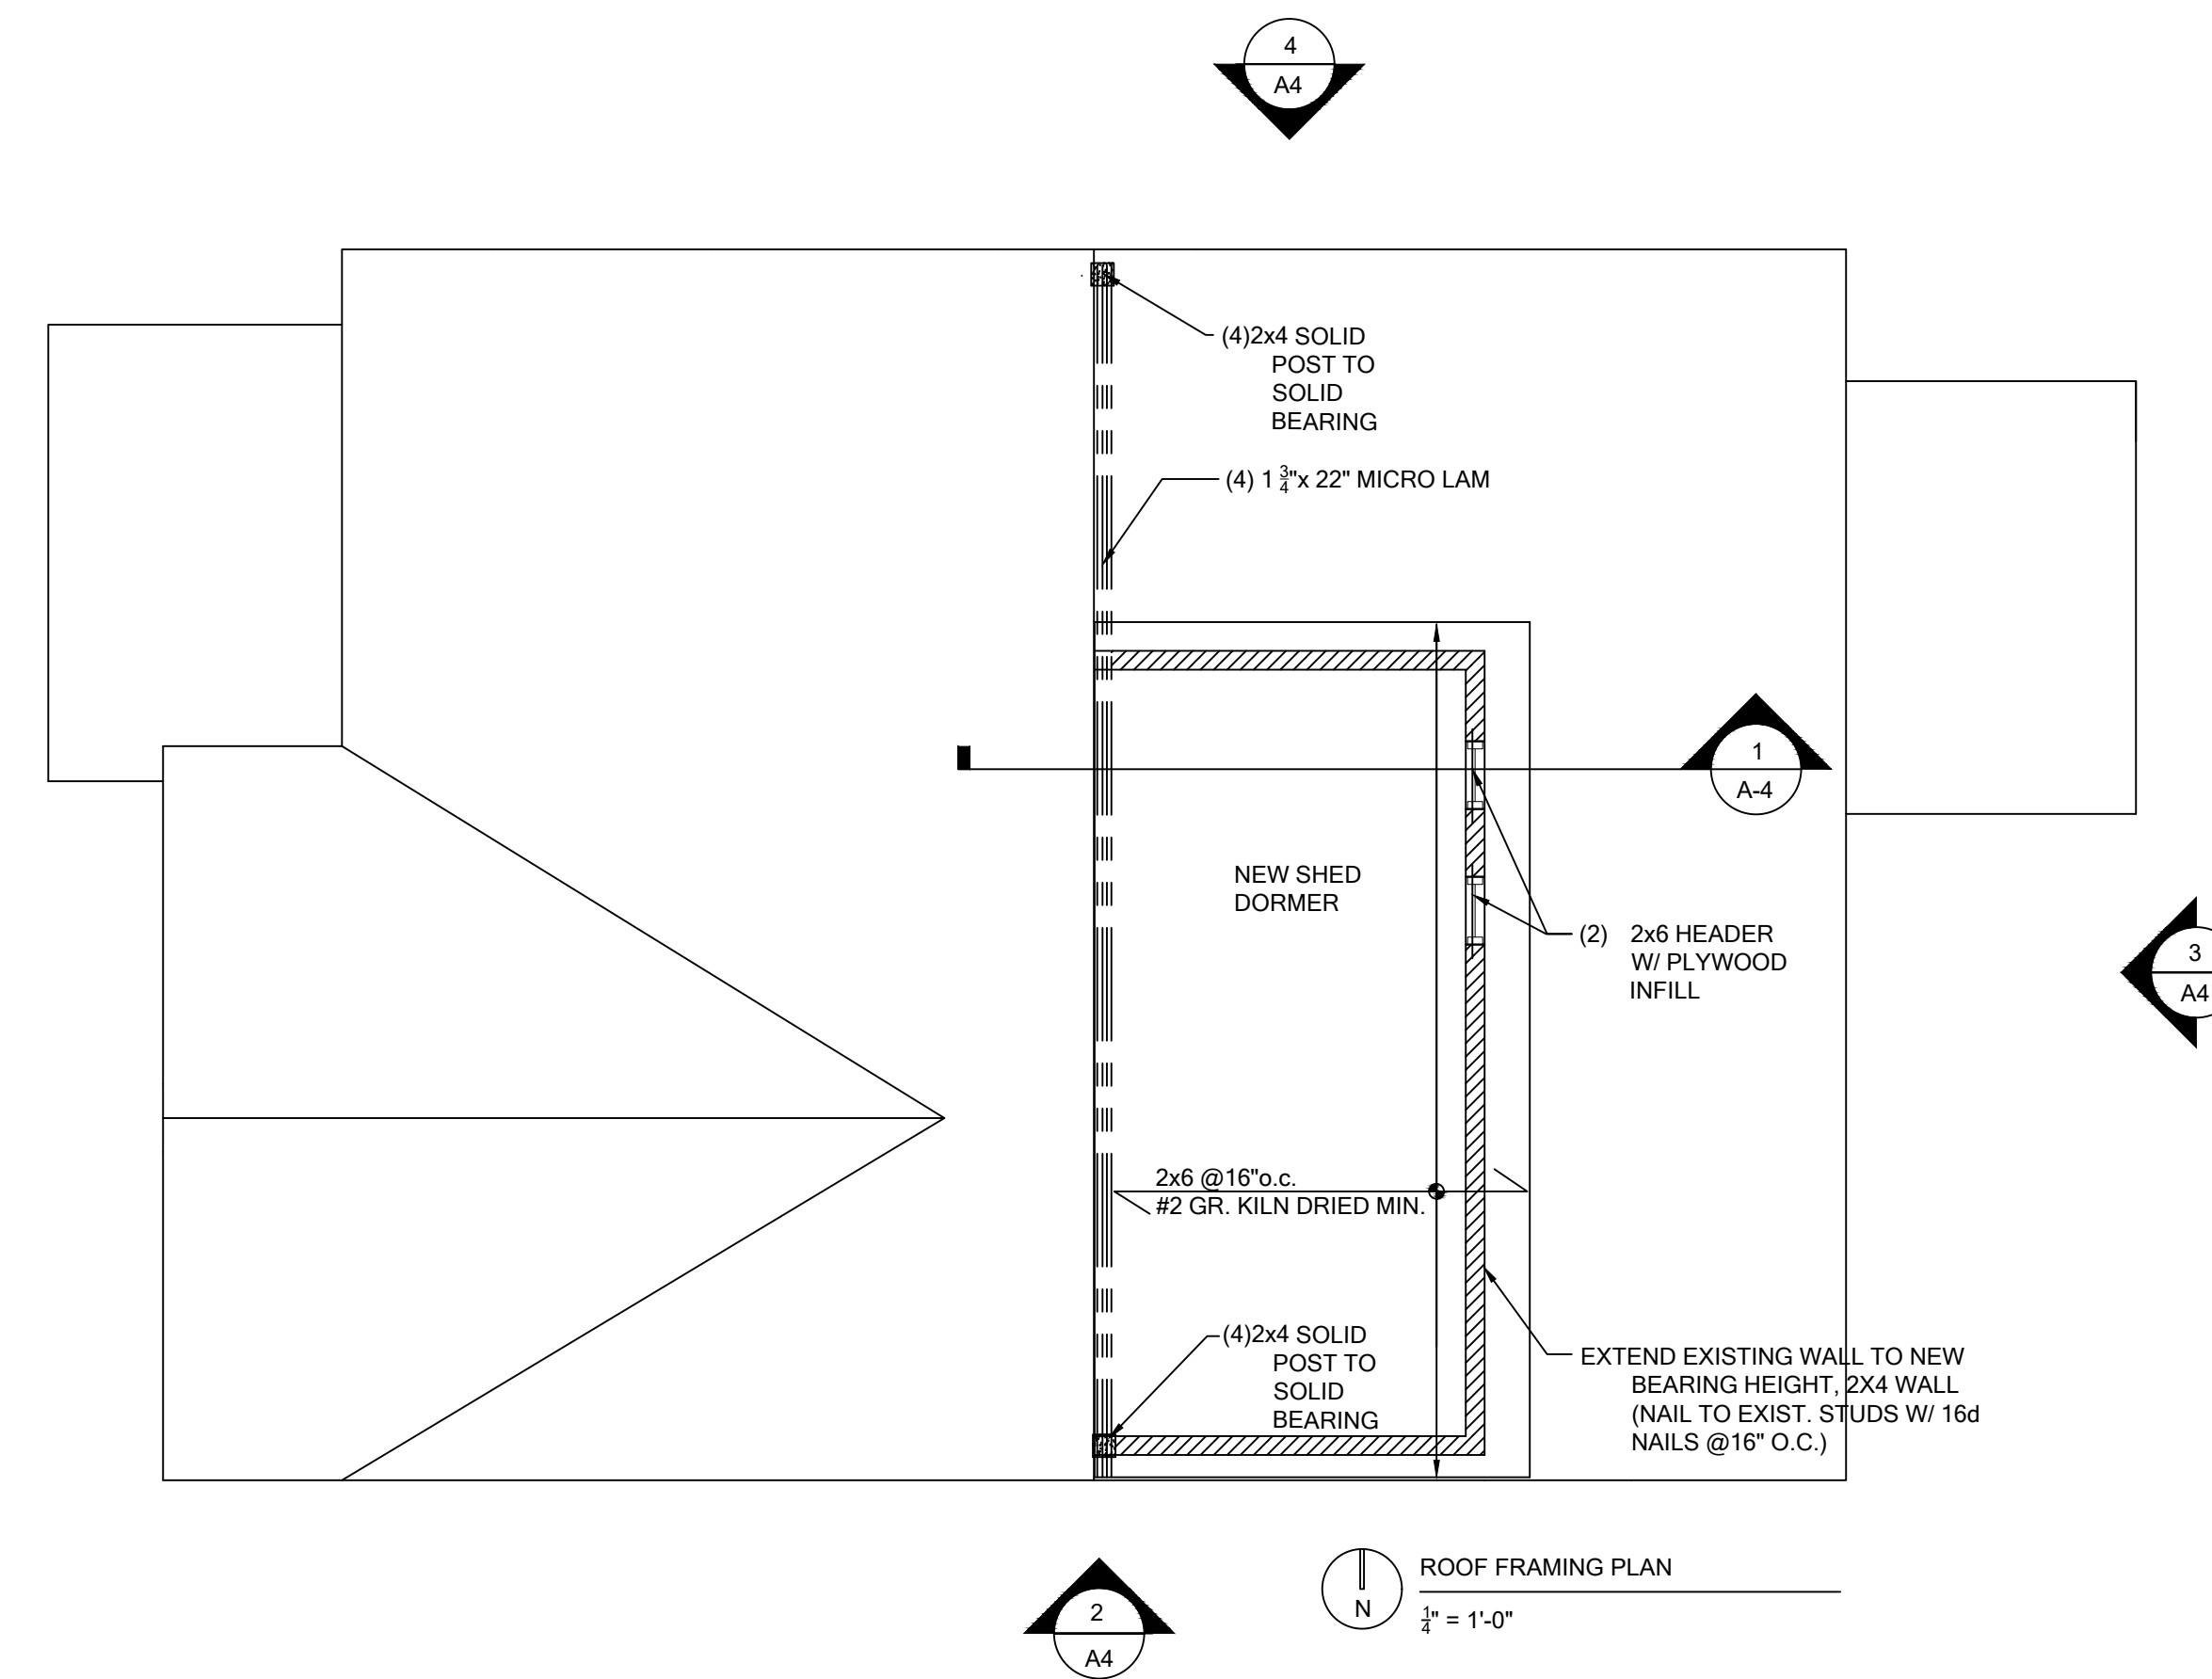 4
A4
(4)2x4 SOLID
POST TO
SOLID
BEARING
(4) 1 3/4"x 22" MICRO LAM
1
A-4
NEW SHED
DORMER
(2) 2x6 HEADER
W/ PLYWOOD
INFILL
3
A4
2x6 @16"o.c.
#2 GR. KILN DRIED MIN.
(4)2x4 SOLID
POST TO
SOLID
BEARING
EXTEND EXISTING WALL TO NEW
BEARING HEIGHT, 2X4 WALL
(NAIL TO EXIST. STUDS W/ 16d
NAILS @16" O.C.)
2
A4
N
ROOF FRAMING PLAN
1/4" = 1'-0"